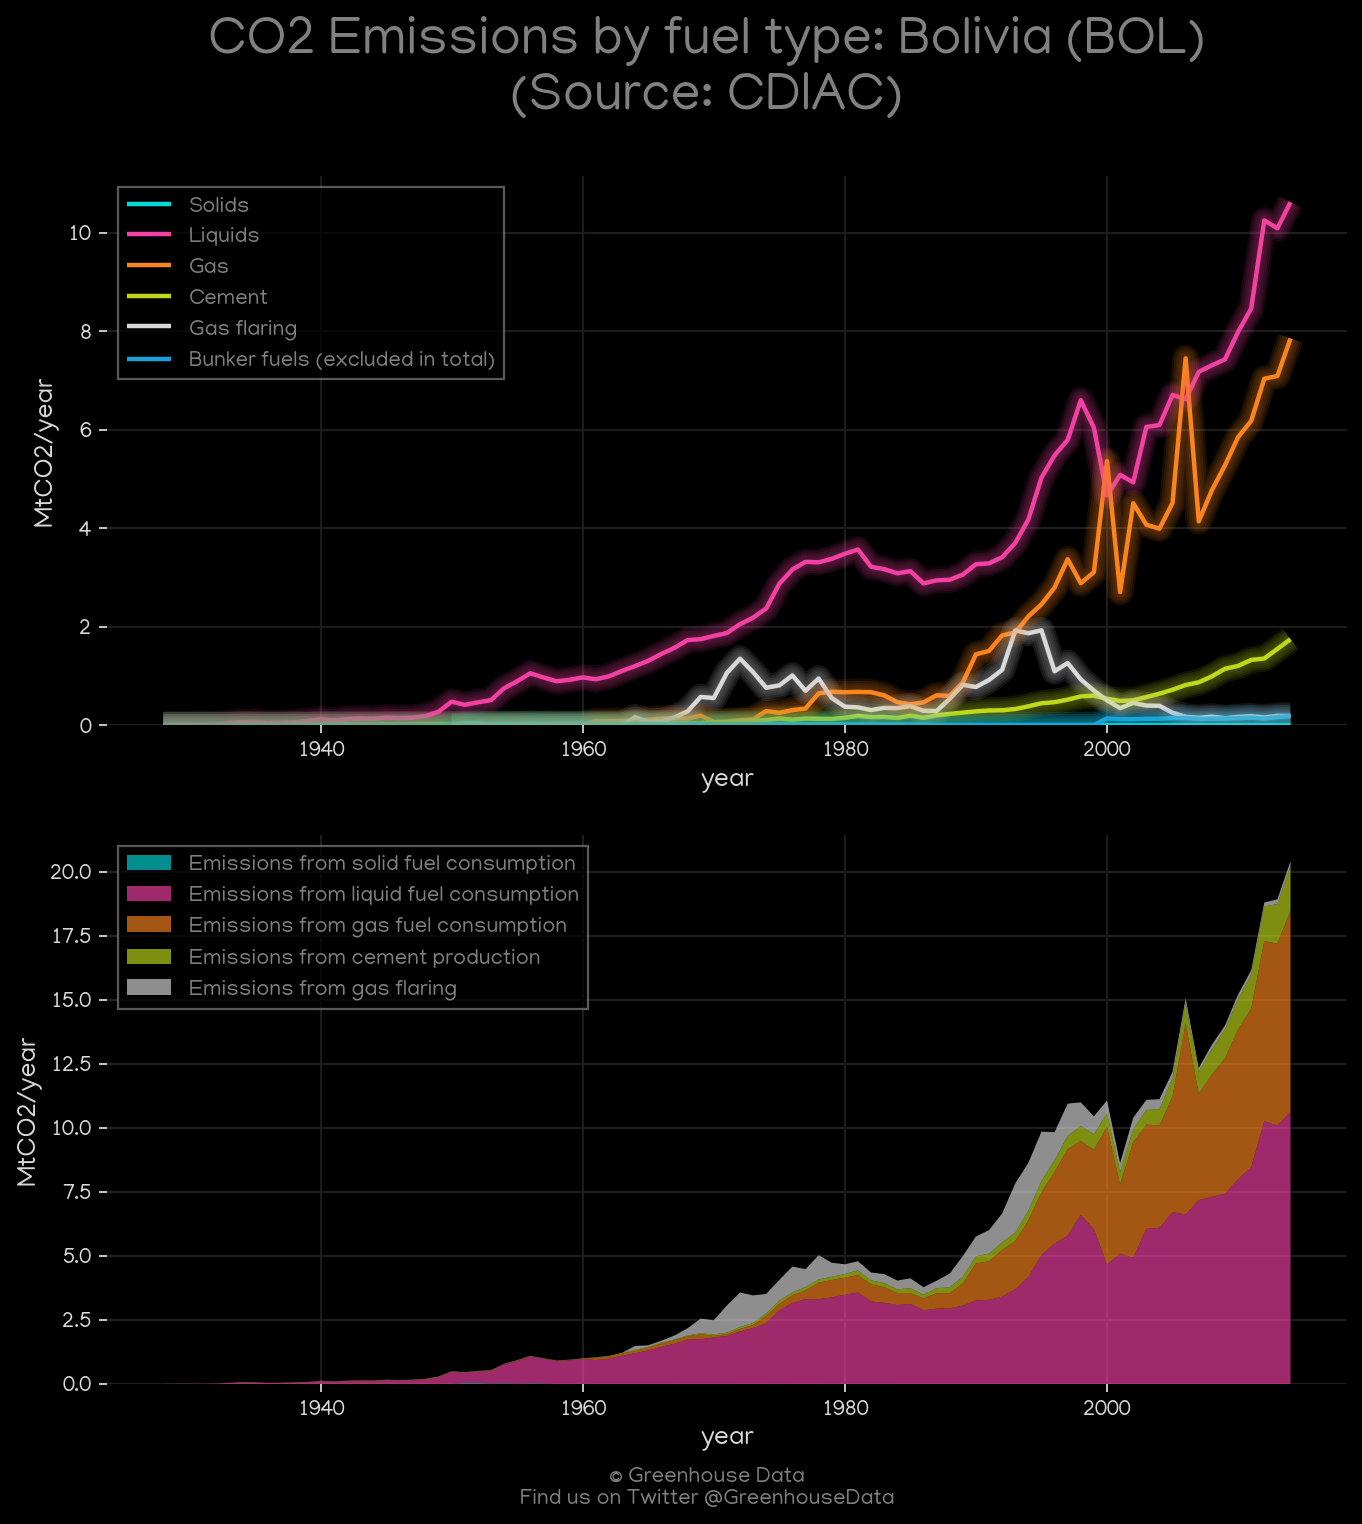 CO2 Emissions by fuel type: Bolivia (BOL)
(Source: CDIAC)
Solids
Liquids
Gas
Cement
Gas flaring
Bunker fuels (excluded in total)
10
8
6
4
2
0
MtCO2/year
1940
1960
1980
2000
year
Emissions from solid fuel consumption
Emissions from liquid fuel consumption
Emissions from gas fuel consumption
Emissions from cement production
Emissions from gas flaring
20.0
17.5
15.0
12.5
10.0
7.5
5.0
2.5
0.0
MtCO2/year
1940
1960
1980
2000
year
© Greenhouse Data
Find us on Twitter @GreenhouseData